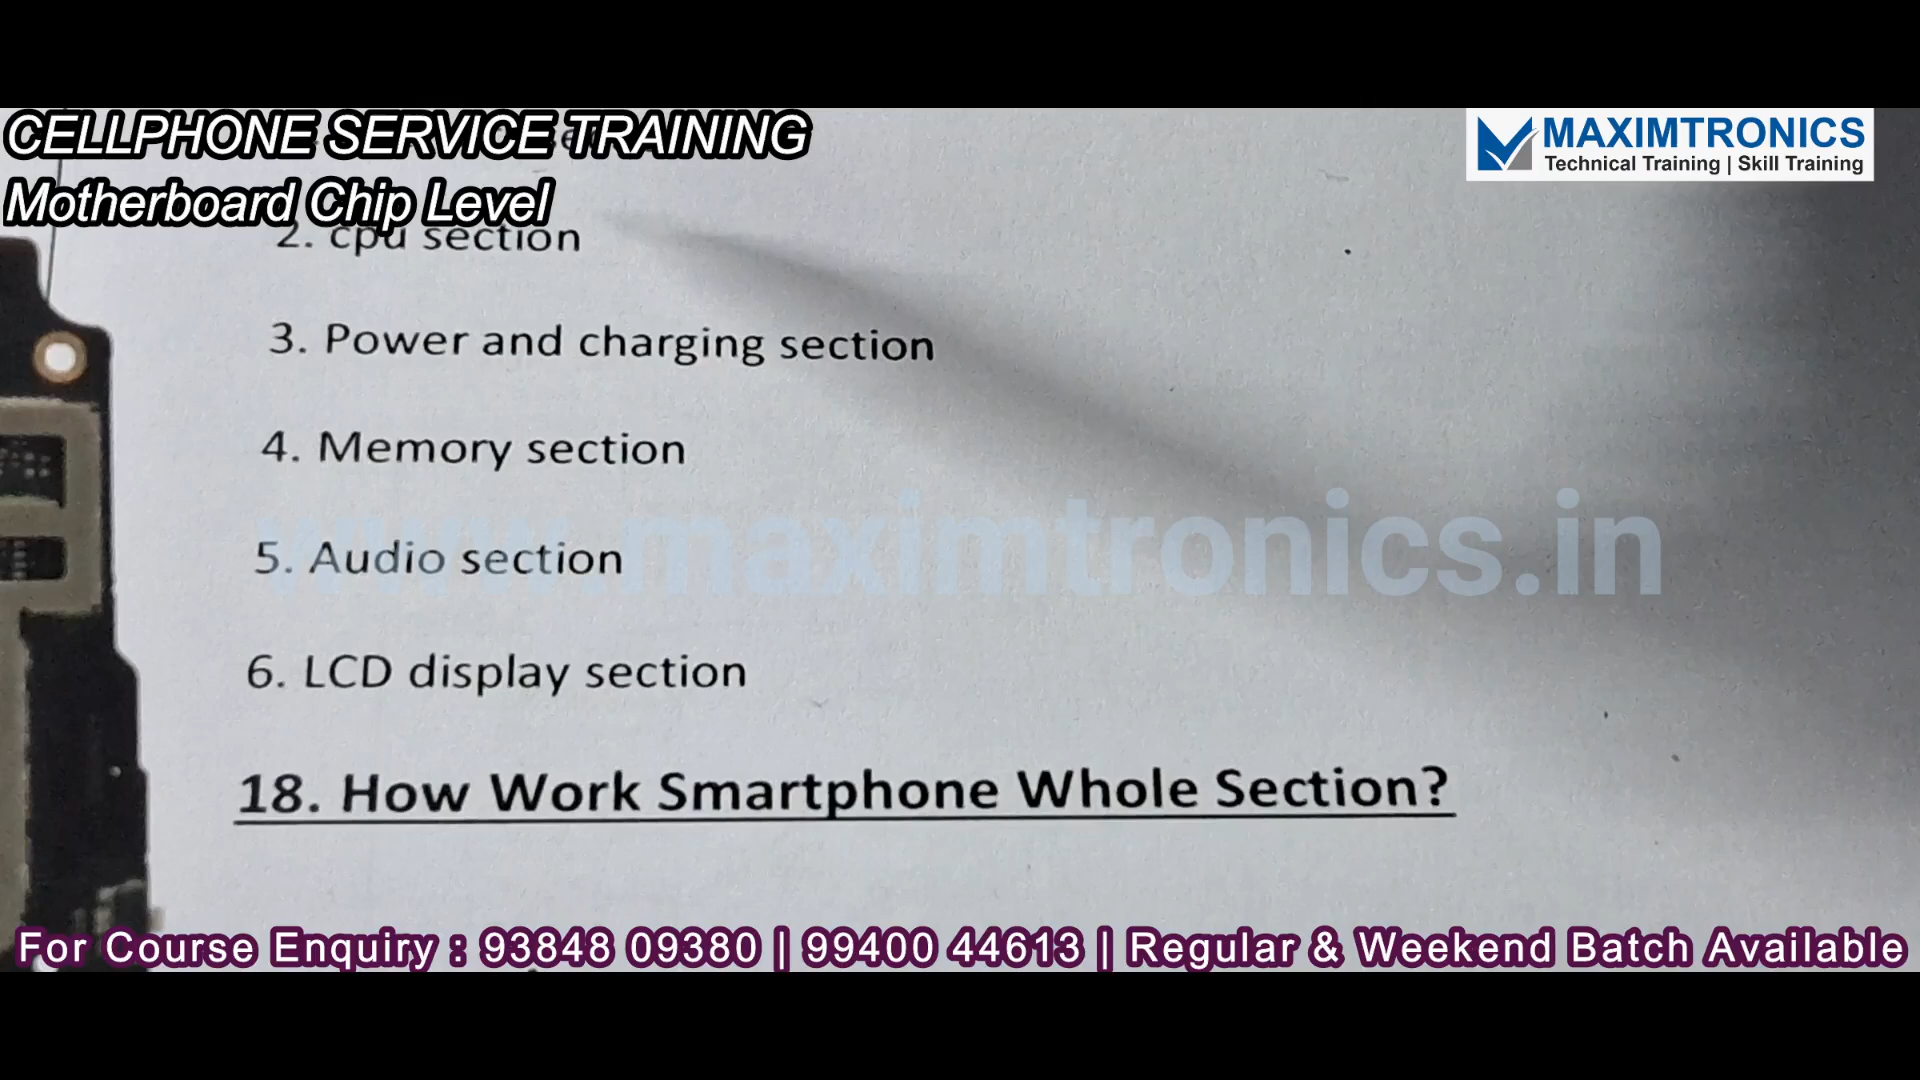 CELLPHONE SERVICE TRAINING
Motherboard Chip Level
MAXIMTRONICS
Technical Training | Skill Training
2. cpu section
3. Power and charging section
4. Memory section
www.maximtronics.in
5. Audio section
6. LCD display section
18. How Work Smartphone Whole Section?
For Course Enquiry : 93848 09380 | 99400 44613 | Regular & Weekend Batch Available